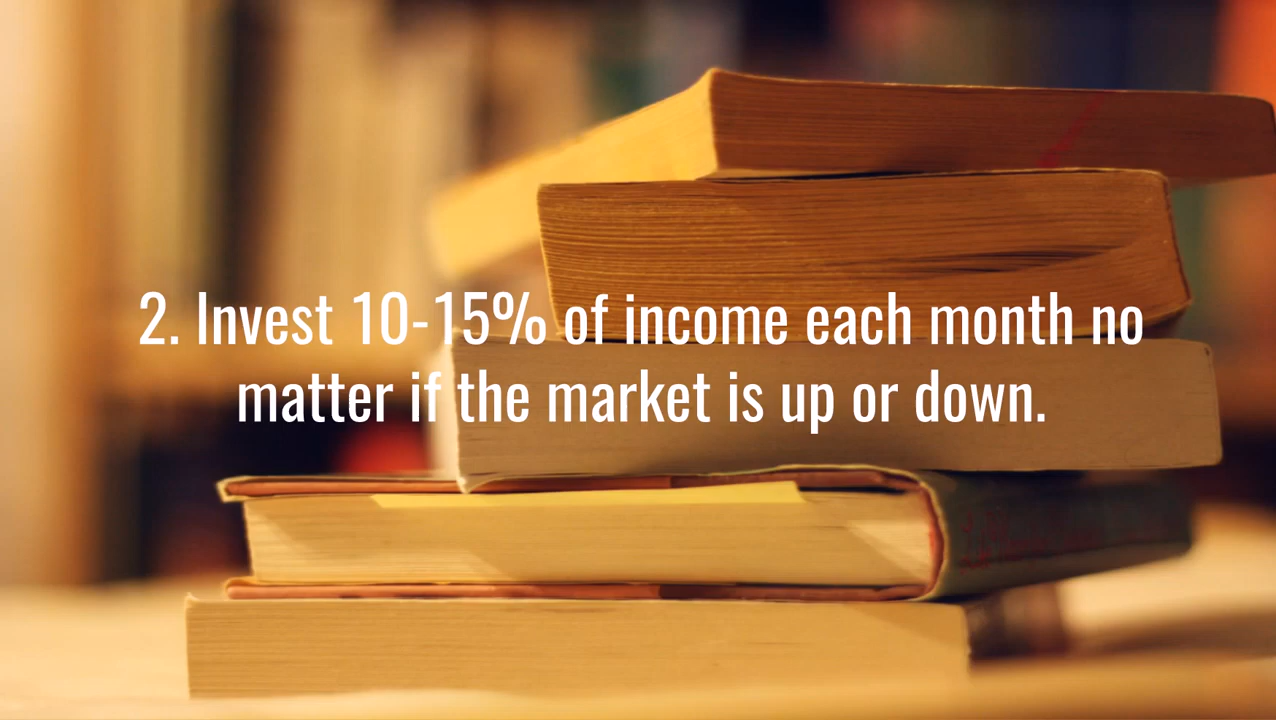 2. Invest 10-15% of income each month no
matter if the market is up or down.